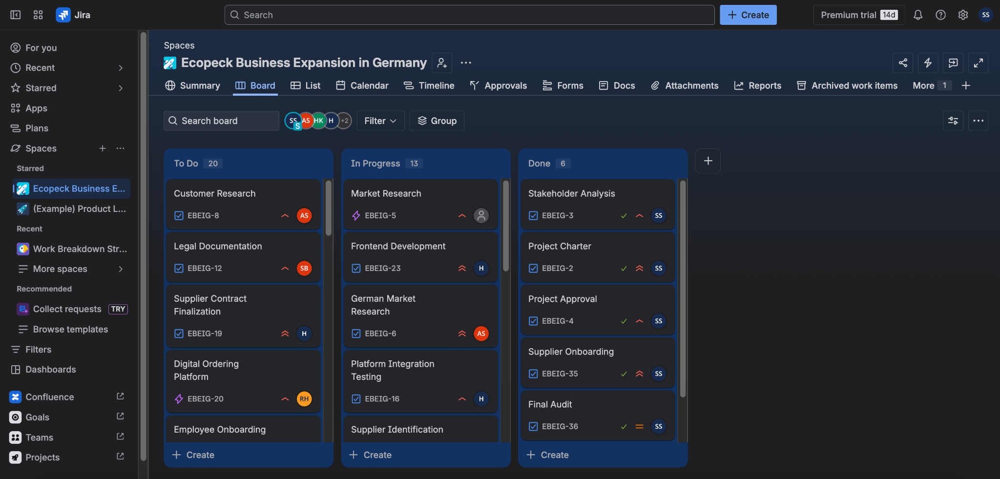 Jira
Search
Create
Premium trial 14d
SS
For you
Recent
Starred
Apps
Plans
Spaces
Starred
Ecopeck Business E...
(Example) Product L...
Recent
Work Breakdown Str...
More spaces
Recommended
Collect requests TRY
Browse templates
Filters
Dashboards
Confluence
Goals
Teams
Projects
Spaces
Ecopeck Business Expansion in Germany
Summary Board List Calendar Timeline Approvals Forms Docs Attachments Reports Archived work items More 1
Search board
SS S AS HK H +2
Filter
Group
To Do 20
Customer Research
EBEIG-8 AS
Legal Documentation
EBEIG-12 SB
Supplier Contract
Finalization
EBEIG-19 H
Digital Ordering
Platform
EBEIG-20 RH
Employee Onboarding
Create
In Progress 13
Market Research
EBEIG-5
Frontend Development
EBEIG-23 H
German Market
Research
EBEIG-6 AS
Platform Integration
Testing
EBEIG-16 H
Supplier Identification
Create
Done 6
Stakeholder Analysis
EBEIG-3 SS
Project Charter
EBEIG-2 SS
Project Approval
EBEIG-4 SS
Supplier Onboarding
EBEIG-35 SS
Final Audit
EBEIG-36 SS
Create